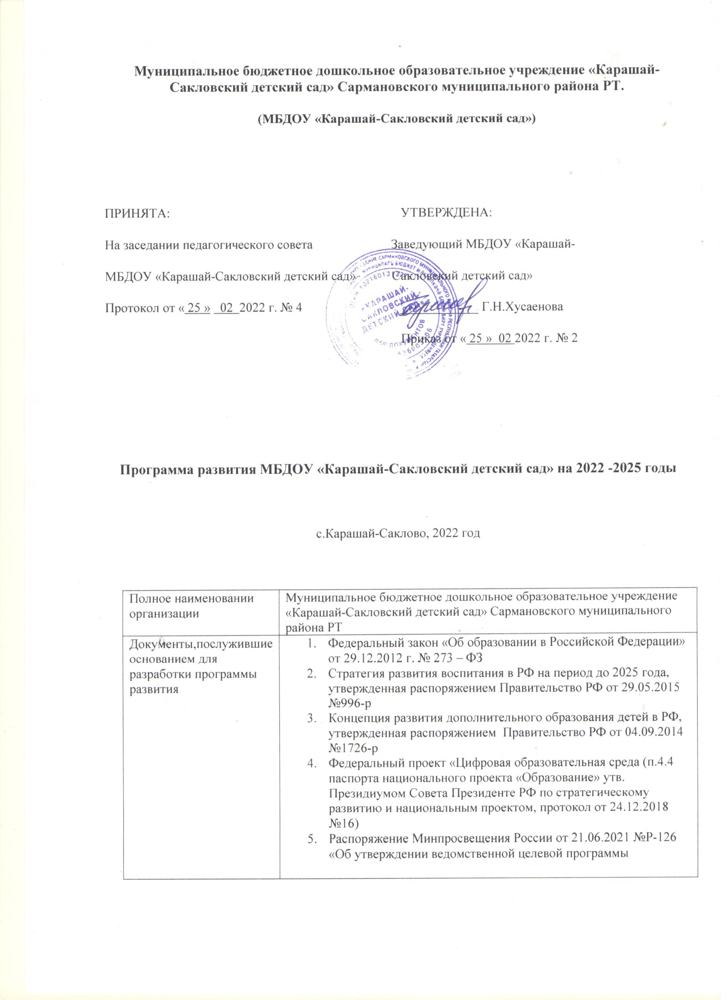 Муниципальное бюджетное дошкольное образовательное учреждение «Карашай-
Сакловский детский сад» Сармановского муниципального района РТ.
(МБДОУ «Карашай-Сакловский детский сад»)
ПРИНЯТА:
На заседании педагогического совета
МБДОУ «Карашай-Сакловский детский сад»
Протокол от « 25 » 02 2022 г. № 4
УТВЕРЖДЕНА:
Заведующий МБДОУ «Карашай-
Сакловский детский сад»
Г.Н.Хусаенова
Приказ от « 25 » 02 2022 г. № 2
«КАРАШАЙ-
САКЛОВСКИЙ
ДЕТСКИЙ САД»
Программа развития МБДОУ «Карашай-Сакловский детский сад» на 2022 -2025 годы
с.Карашай-Саклово, 2022 год
Полное наименовании
организации
Муниципальное бюджетное дошкольное образовательное учреждение
«Карашай-Сакловский детский сад» Сармановского муниципального
района РТ
Документы,послужившие
основанием для
разработки программы
развития
1. Федеральный закон «Об образовании в Российской Федерации»
от 29.12.2012 г. № 273 – ФЗ
2. Стратегия развития воспитания в РФ на период до 2025 года,
утвержденная распоряжением Правительство РФ от 29.05.2015
№996-р
3. Концепция развития дополнительного образования детей в РФ,
утвержденная распоряжением Правительство РФ от 04.09.2014
№1726-р
4. Федеральный проект «Цифровая образовательная среда (п.4.4
паспорта национального проекта «Образование» утв.
Президиумом Совета Президенте РФ по стратегическому
развитию и национальным проектом, протокол от 24.12.2018
№16)
5. Распоряжение Минпросвещения России от 21.06.2021 №Р-126
«Об утверждении ведомственной целевой программы